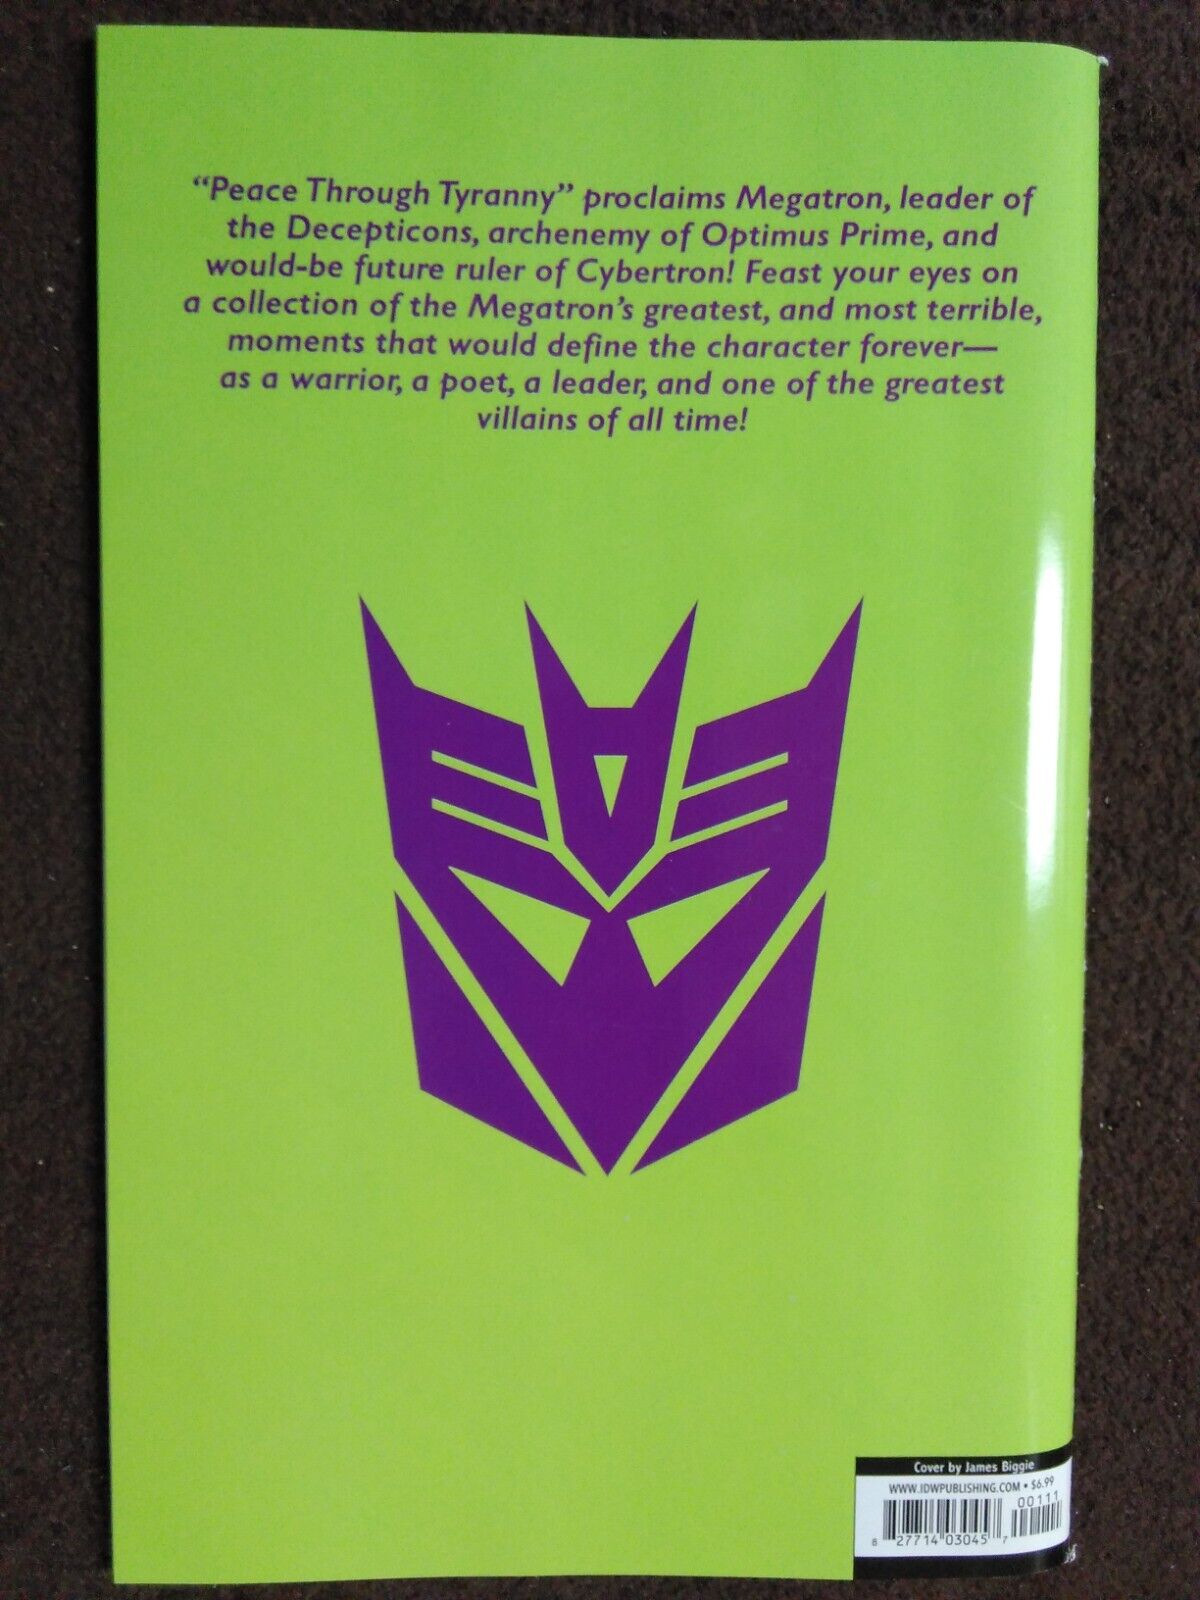 “Peace Through Tyranny” proclaims Megatron, leader of
the Decepticons, archenemy of Optimus Prime, and
would-be future ruler of Cybertron! Feast your eyes on
a collection of the Megatron’s greatest, and most terrible,
moments that would define the character forever—
as a warrior, a poet, a leader, and one of the greatest
villains of all time!
Cover by James Biggie
WWW.IDWPUBLISHING.COM • $6.99
00111
8 27714 03045 7